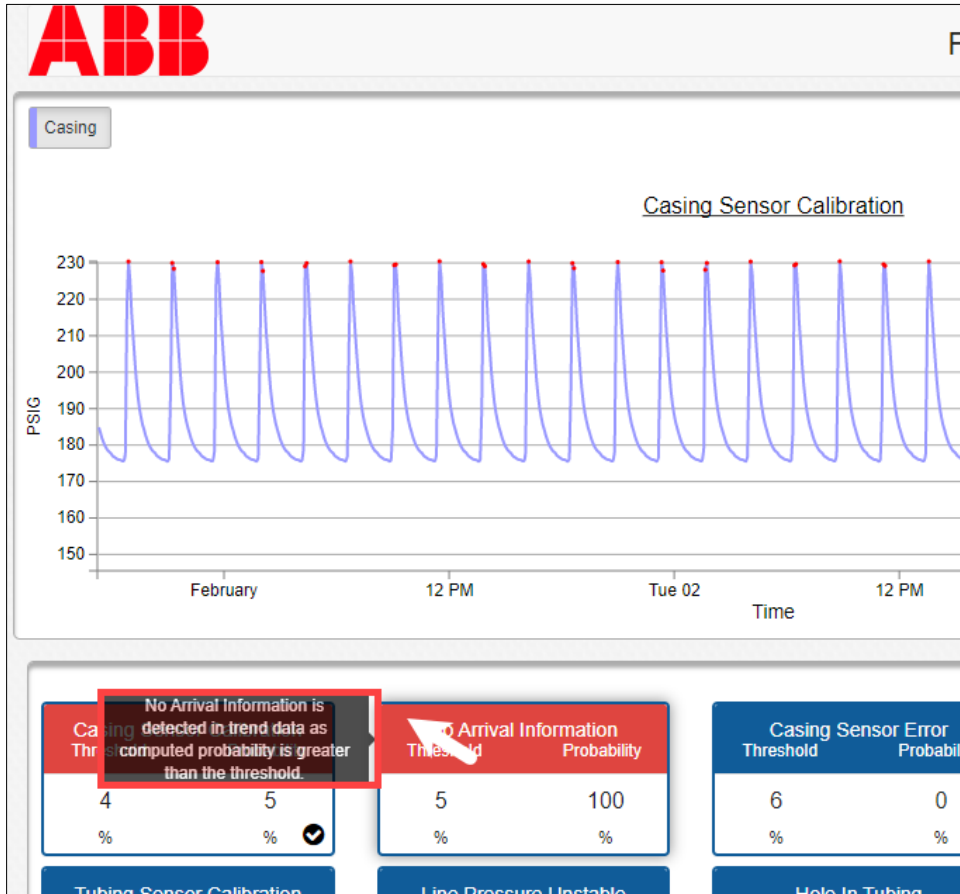 ABB
F
Casing
Casing Sensor Calibration
230
220
210
200
190
180
170
160
150
PSIG
February
12 PM
Tue 02
12 PM
Time
No Arrival Information is
detected in trend data as
computed probability is greater
than the threshold.
4
5
%
%
Arrival Information
Probability
5
100
%
%
Casing Sensor Error
Threshold
Probabil
6
0
%
%
Tubing Sensor Calibration
Line Pressure Unstable
Hole In Tubing